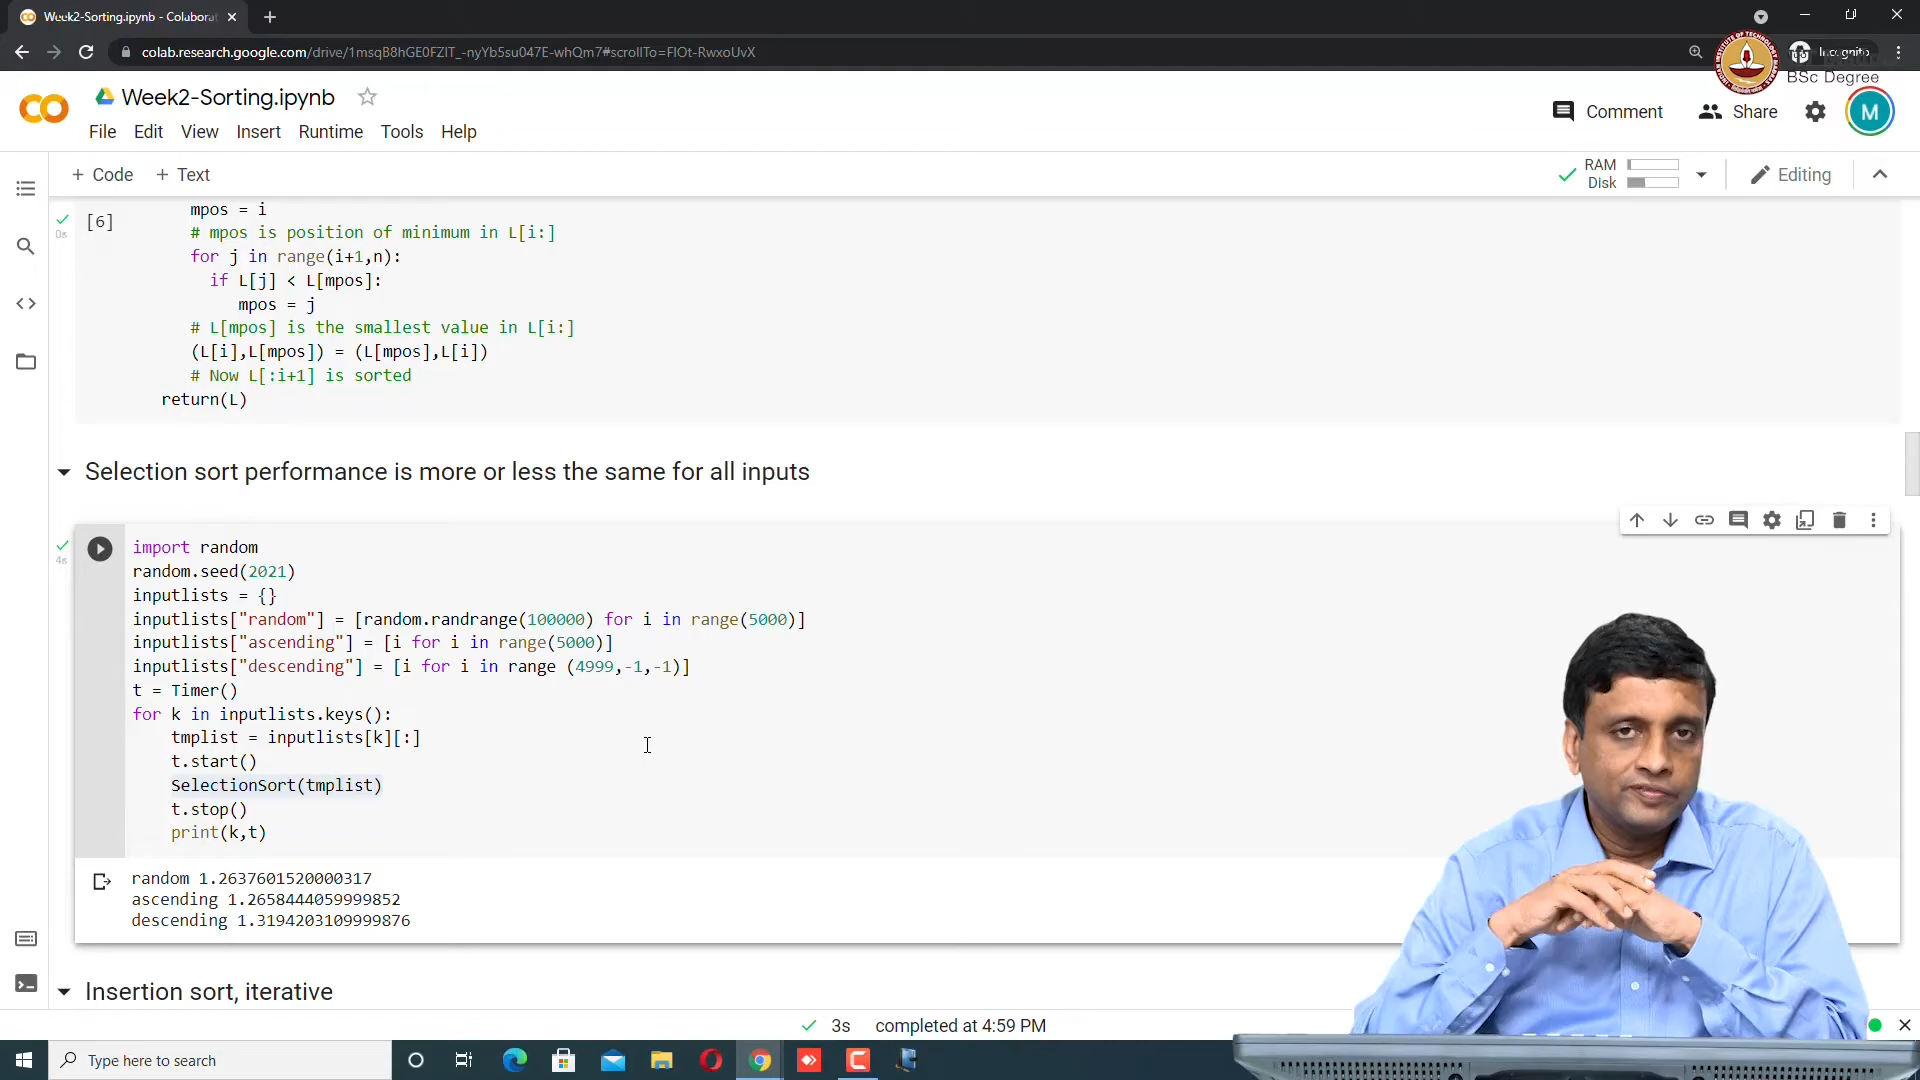 Week2-Sorting.ipynb - Colaborat
colab.research.google.com/drive/1msqB8hGE0FZIT_-nyYb5su047E-whQm7#scrollTo=FlOt-RwxoUvX
Incognito
BSc Degree
Week2-Sorting.ipynb
Comment
Share
M
File Edit View Insert Runtime Tools Help
+ Code + Text
RAM
Disk
Editing
[6]
0s
mpos = i
# mpos is position of minimum in L[i:]
for j in range(i+1,n):
if L[j] < L[mpos]:
mpos = j
# L[mpos] is the smallest value in L[i:]
(L[i],L[mpos]) = (L[mpos],L[i])
# Now L[:i+1] is sorted
return(L)
Selection sort performance is more or less the same for all inputs
4s
import random
random.seed(2021)
inputlists = {}
inputlists["random"] = [random.randrange(100000) for i in range(5000)]
inputlists["ascending"] = [i for i in range(5000)]
inputlists["descending"] = [i for i in range (4999,-1,-1)]
t = Timer()
for k in inputlists.keys():
tmplist = inputlists[k][:]
t.start()
SelectionSort(tmplist)
t.stop()
print(k,t)
random 1.2637601520000317
ascending 1.2658444059999852
descending 1.3194203109999876
Insertion sort, iterative
3s completed at 4:59 PM
Type here to search